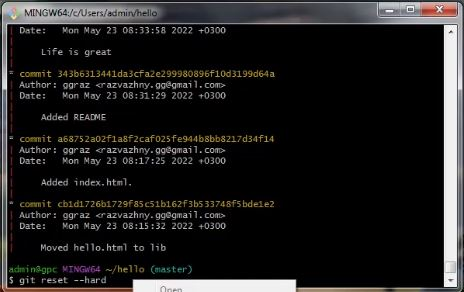 MINGW64:/c/Users/admin/hello
Date:   Mon May 23 08:33:58 2022 +0300
Life is great
* commit 343b6313441da3cfa2e299980896f10d3199d64a
Author: ggraz <razvazhny.gg@gmail.com>
Date:   Mon May 23 08:31:29 2022 +0300
Added README
* commit a68752a02f1a8f2caf025fe944b8bb8217d34f14
Author: ggraz <razvazhny.gg@gmail.com>
Date:   Mon May 23 08:17:25 2022 +0300
Added index.html.
* commit cb1d1726b1729f85c51b162f3b533748f5bde1e2
Author: ggraz <razvazhny.gg@gmail.com>
Date:   Mon May 23 08:15:32 2022 +0300
Moved hello.html to lib
admin@gpc MINGW64 ~/hello (master)
$ git reset --hard
Open